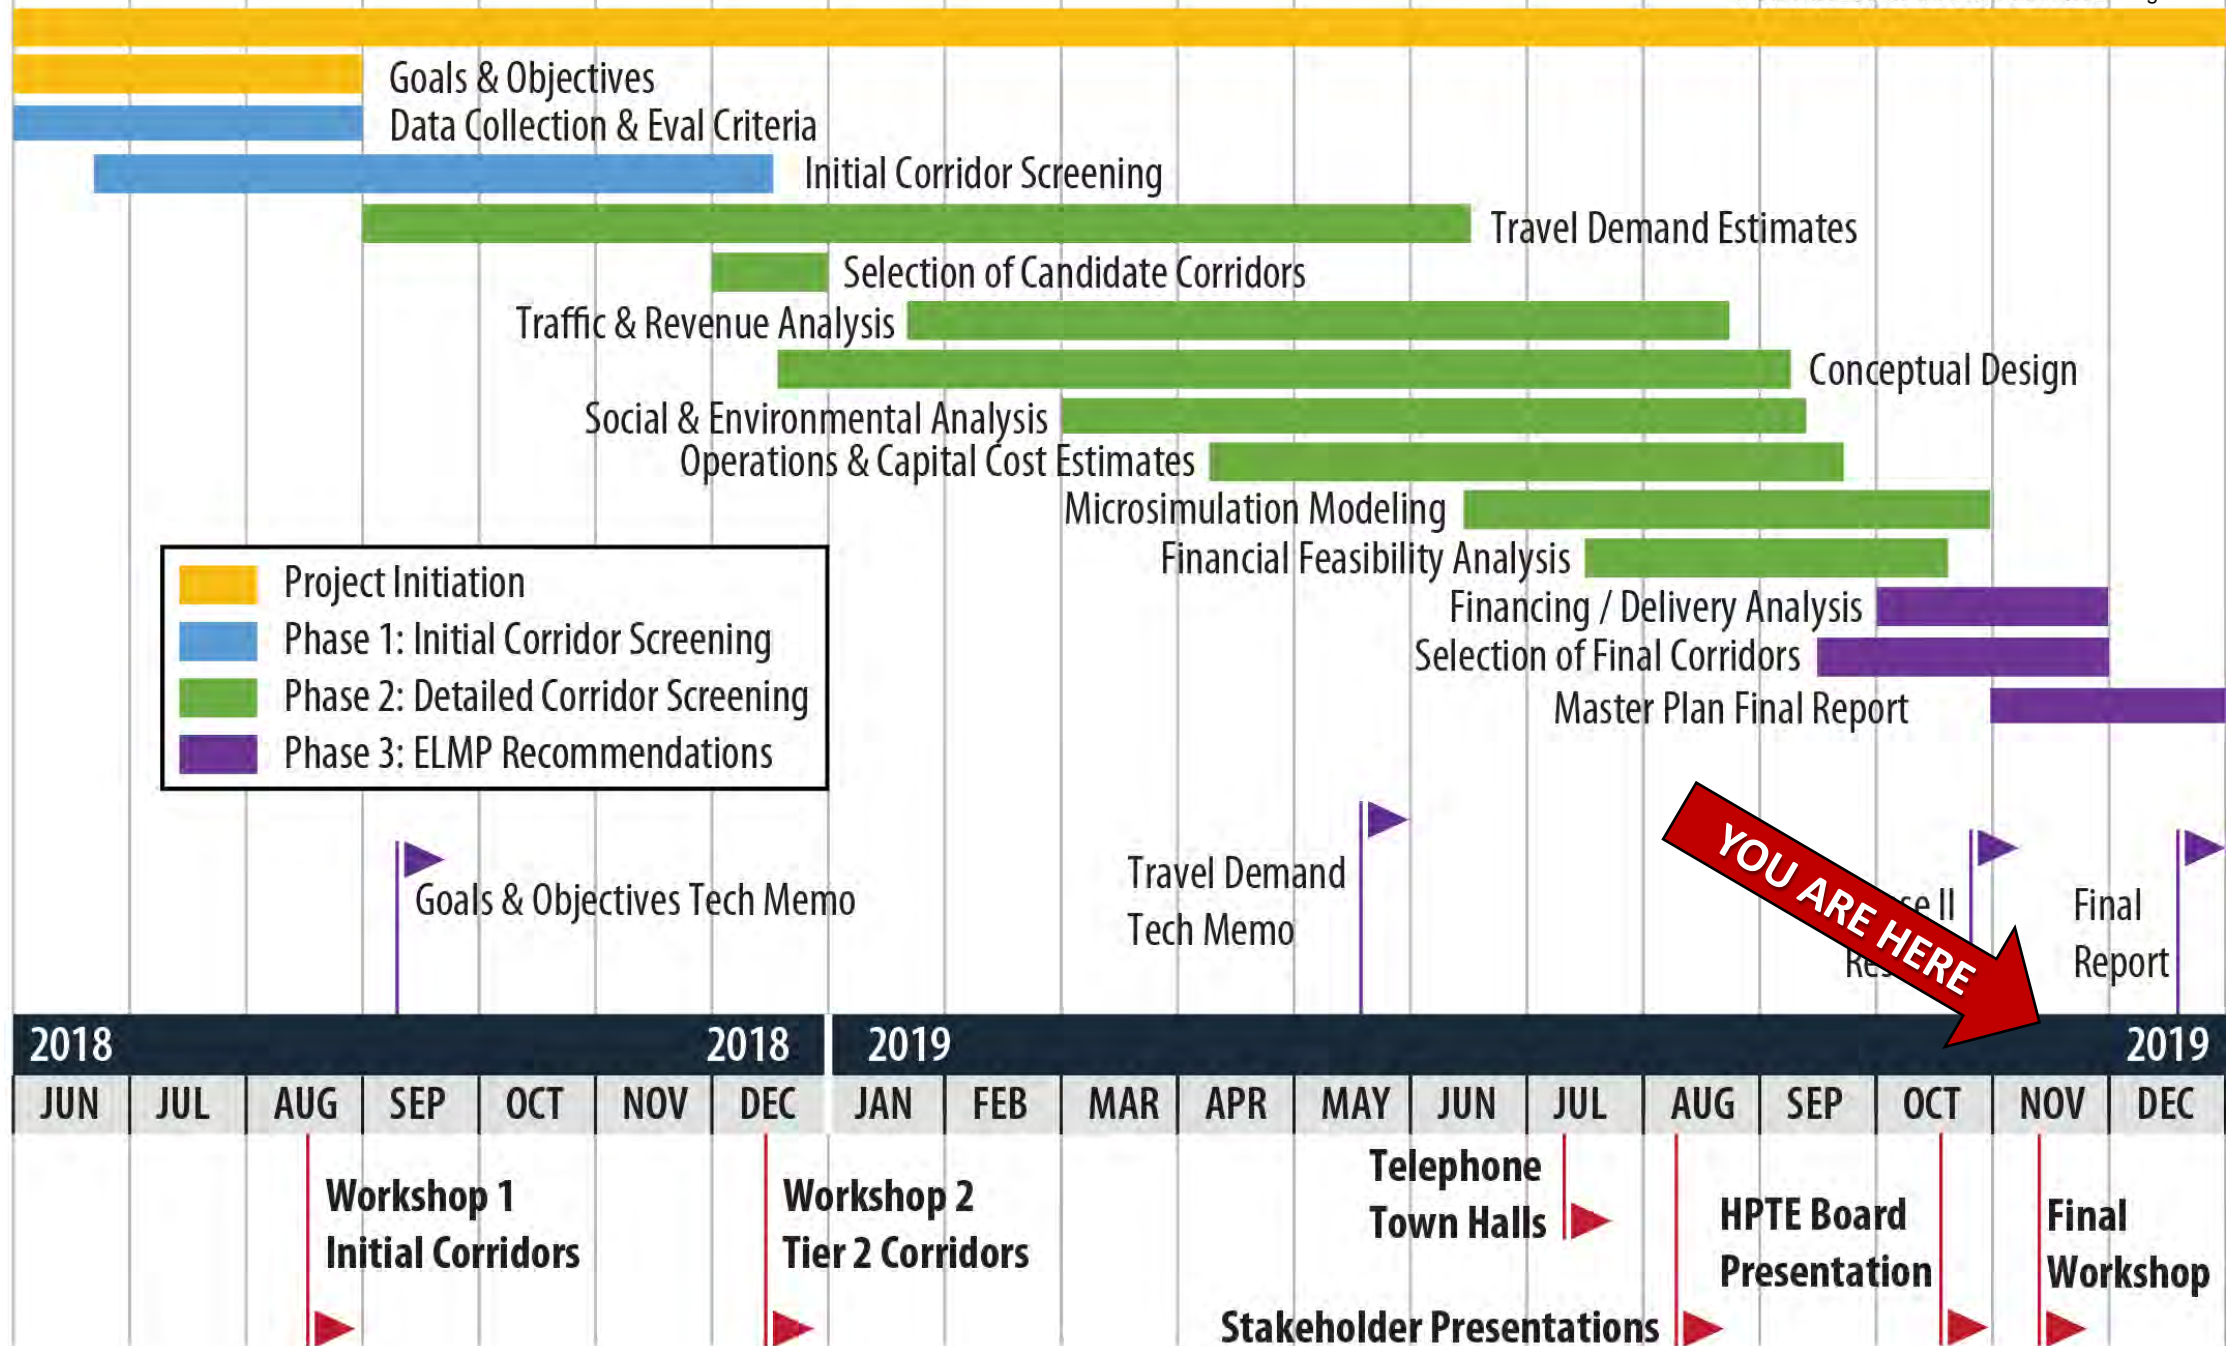 Goals & Objectives
Data Collection & Eval Criteria
Initial Corridor Screening
Travel Demand Estimates
Selection of Candidate Corridors
Traffic & Revenue Analysis
Conceptual Design
Social & Environmental Analysis
Operations & Capital Cost Estimates
Microsimulation Modeling
Financial Feasibility Analysis
Financing / Delivery Analysis
Selection of Final Corridors
Master Plan Final Report
Project Initiation
Phase 1: Initial Corridor Screening
Phase 2: Detailed Corridor Screening
Phase 3: ELMP Recommendations
Goals & Objectives Tech Memo
Travel Demand
Tech Memo
YOU ARE HERE
II
Final
Report
2018 2018 2019 2019
JUN JUL AUG SEP OCT NOV DEC JAN FEB MAR APR MAY JUN JUL AUG SEP OCT NOV DEC
Workshop 1
Initial Corridors
Workshop 2
Tier 2 Corridors
Telephone
Town Halls
Stakeholder Presentations
HPTE Board
Presentation
Final
Workshop